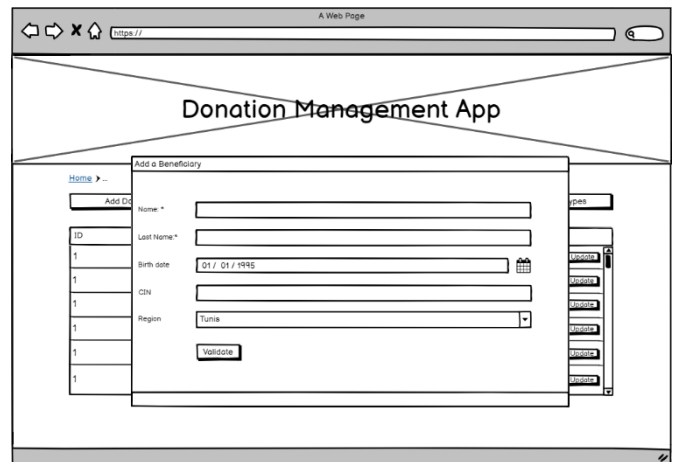 A Web Page
https://
Donation Management App
Add a Beneficiary
Home
Add Do
ypes
Name: *
ID
Last Name:*
1
Update
Birth date
01 / 01 / 1995
1
Update
CIN
1
Update
Region
Tunis
1
Update
Validate
1
Update
1
Update